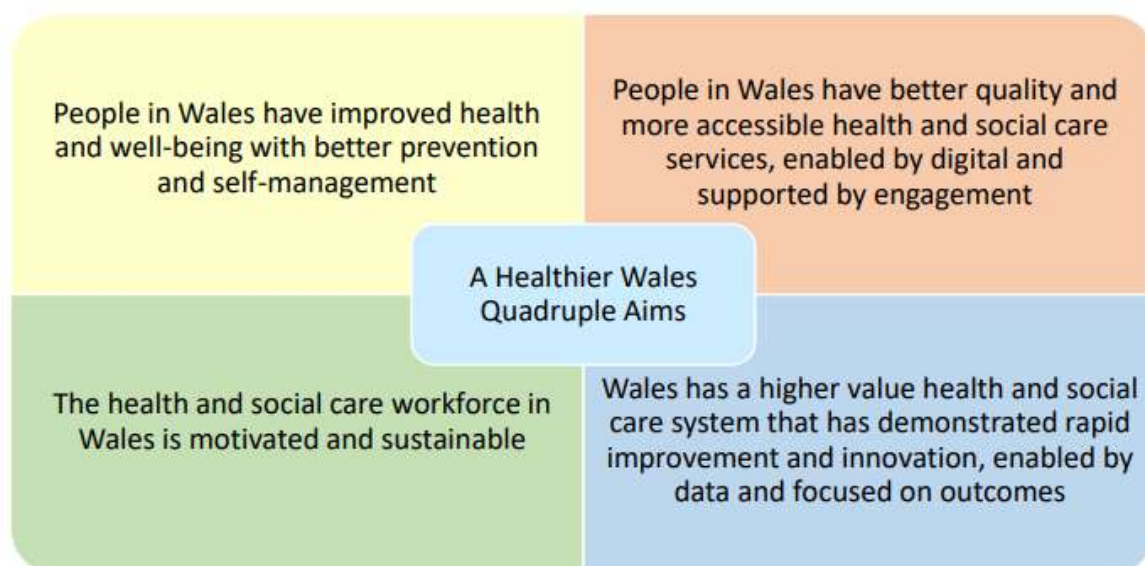 People in Wales have improved health
and well-being with better prevention
and self-management
People in Wales have better quality and
more accessible health and social care
services, enabled by digital and
supported by engagement
A Healthier Wales
Quadruple Aims
The health and social care workforce in
Wales is motivated and sustainable
Wales has a higher value health and social
care system that has demonstrated rapid
improvement and innovation, enabled by
data and focused on outcomes